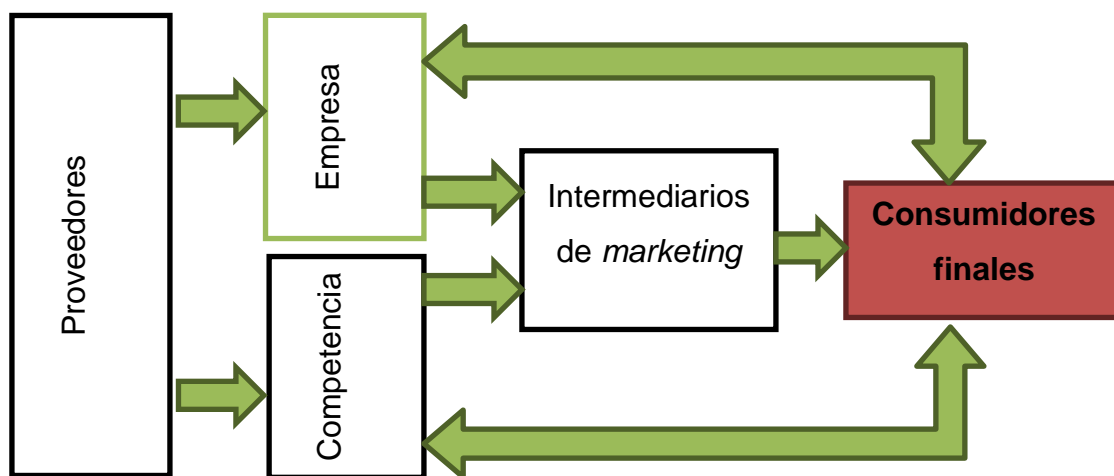 Proveedores
Empresa
Competencia
Intermediarios
de marketing
Consumidores
finales